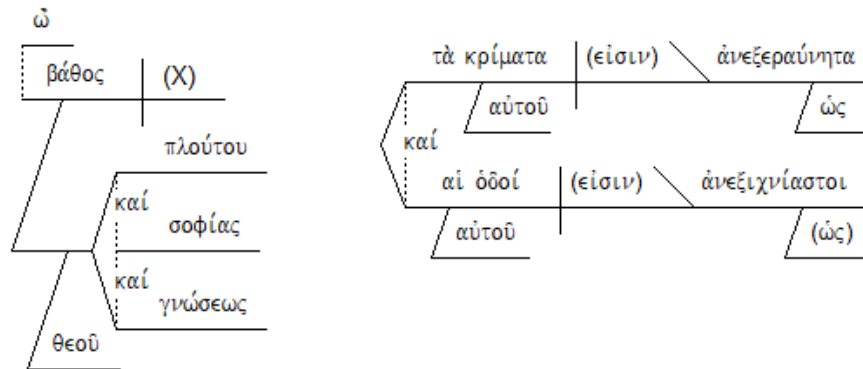 ὦ
βάθος (X)
πλούτου
καί
σοφίας
καί
γνώσεως
θεοῦ
τὰ κρίματα (εἰσιν) ἀνεξεραύνητα
αὐτοῦ ὡς
καί
αἱ ὁδοί (εἰσιν) ἀνεξιχνίαστοι
αὐτοῦ (ὡς)